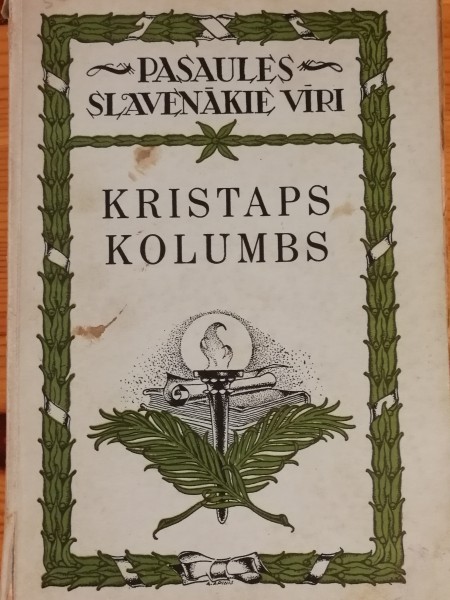 PASAULES
SLAVENĀKIE VĪRI
KRISTAPS
KOLUMBS